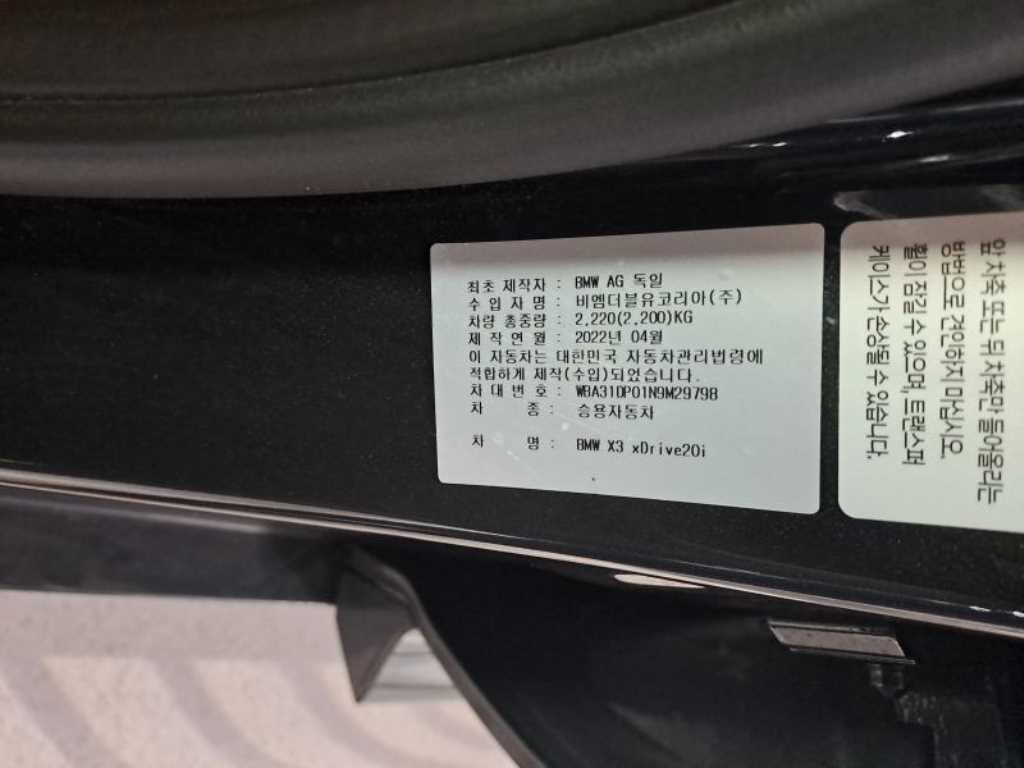 최초 제작자 : BMW AG 독일
수 입 자 명 : 비엠더블유코리아(주)
차량 총중량 : 2,220(2,200)KG
제 작 연 월 : 2022년 04월
이 자동차는 대한민국 자동차관리법령에
적합하게 제작(수입)되었습니다.
차 대 번 호 : WBA31DP01N9M29798
차 종 : 승용자동차
차 명 : BMW X3 xDrive20i
앞 차축 또는 뒤 차축만 들어올리는
방법으로 견인하지 마십시오.
휠이 잠길 수 있으며, 트랜스퍼
케이스가 손상될 수 있습니다.